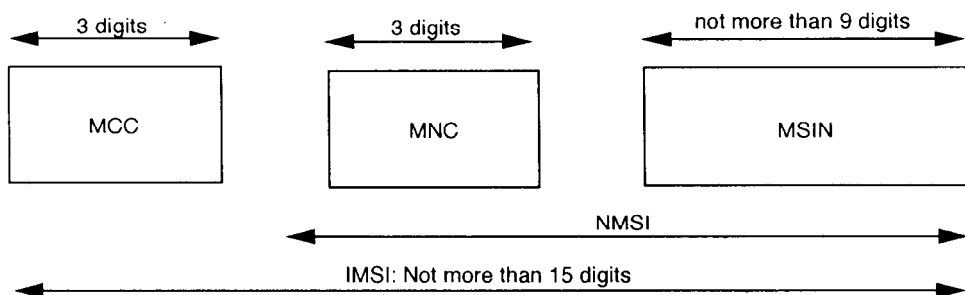 3 digits
3 digits
not more than 9 digits
MCC
MNC
MSIN
NMSI
IMSI: Not more than 15 digits